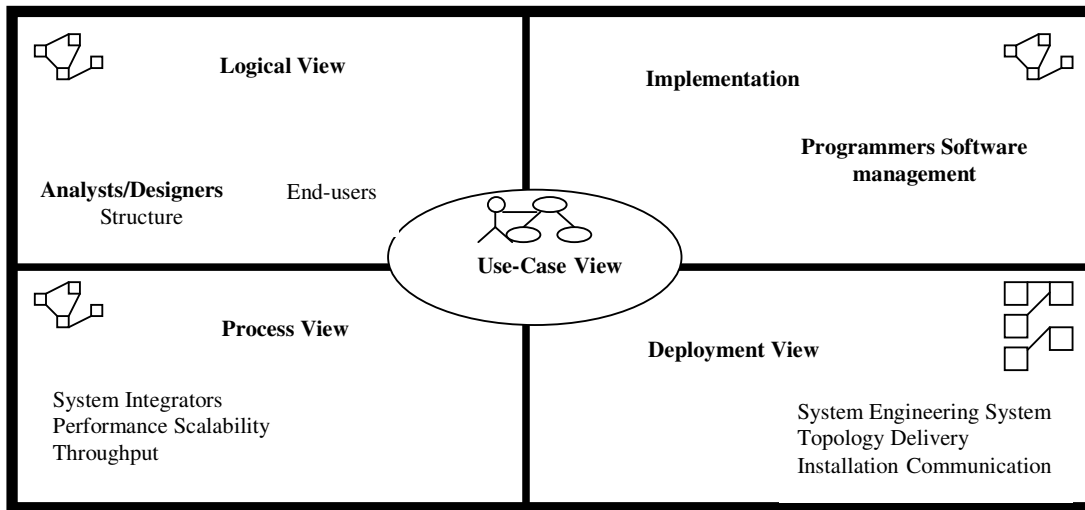 Logical View
Implementation
Programmers Software
management
Analysts/Designers
Structure
End-users
Use-Case View
Process View
Deployment View
System Integrators
Performance Scalability
Throughput
System Engineering System
Topology Delivery
Installation Communication